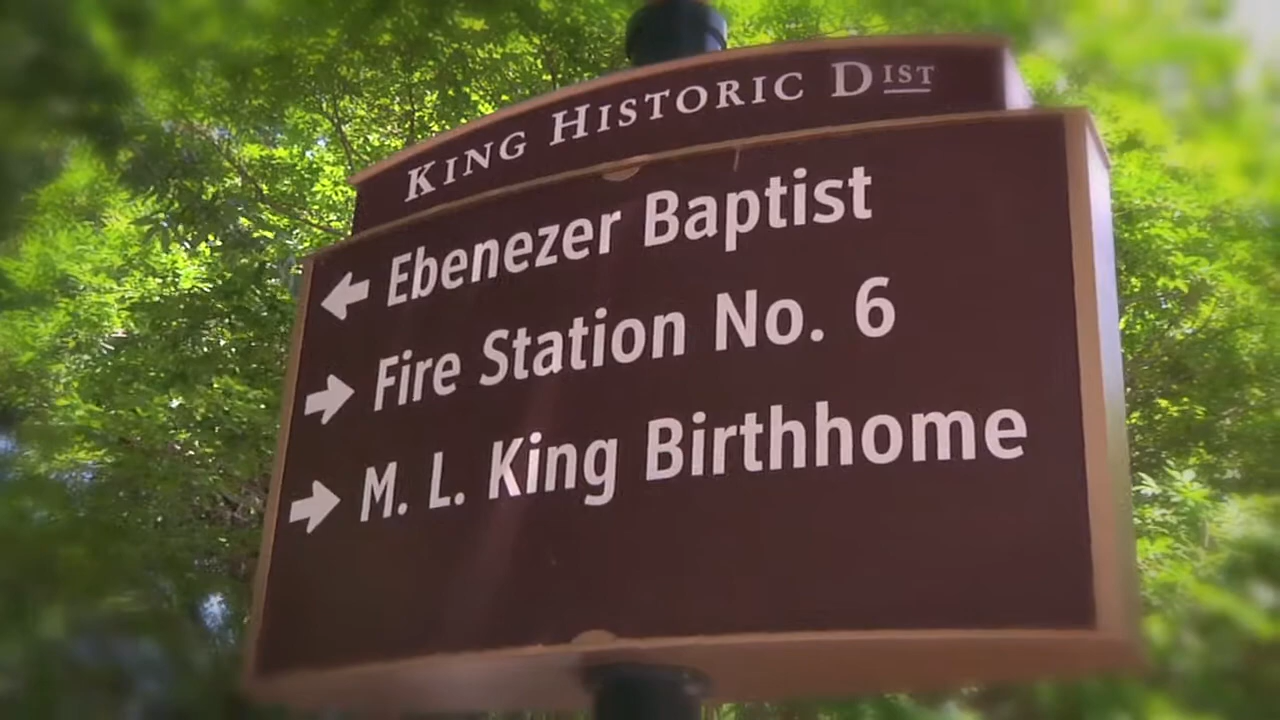 KING HISTORIC DIST
← Ebenezer Baptist
→ Fire Station No. 6
→ M. L. King Birthhome